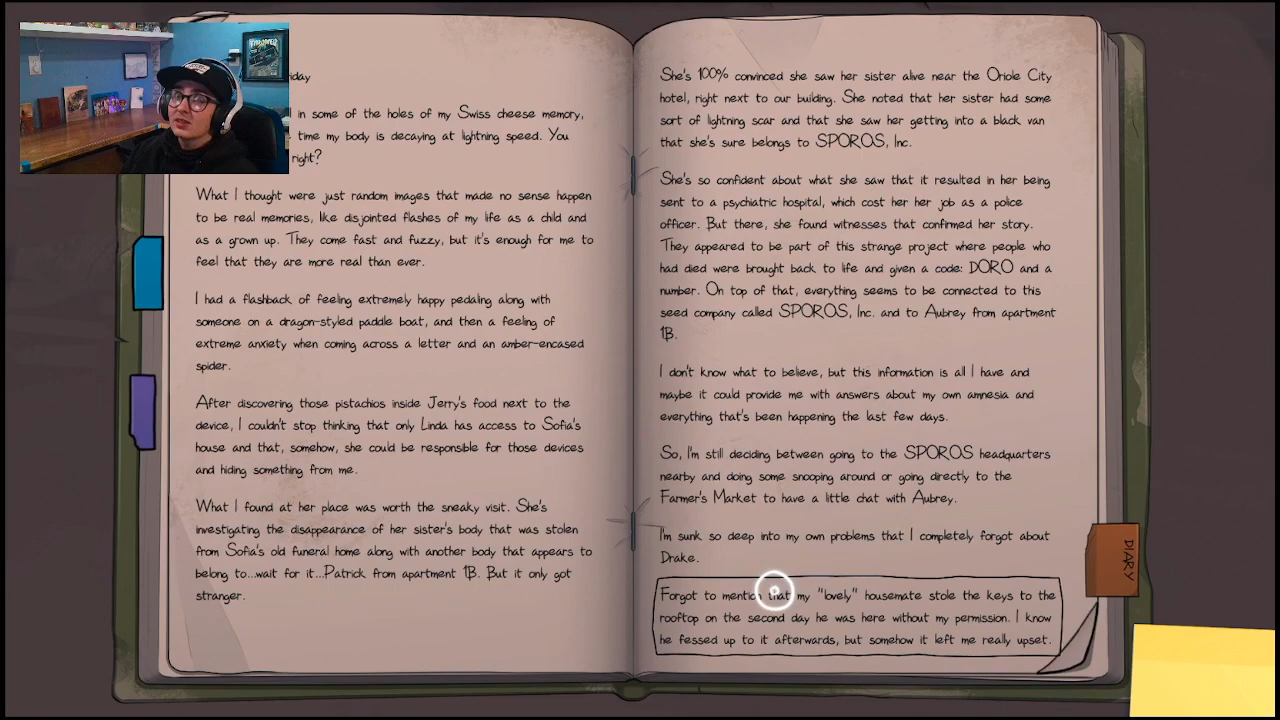 riday
in some of the holes of my Swiss cheese memory,
time my body is decaying at lightning speed. You
right?
What I thought were just random images that made no sense happen
to be real memories, like disjointed flashes of my life as a child and
as a grown up. They come fast and fuzzy, but it's enough for me to
feel that they are more real than ever.
I had a flashback of feeling extremely happy pedaling along with
someone on a dragon-styled paddle boat, and then a feeling of
extreme anxiety when coming across a letter and an amber-encased
spider.
After discovering those pistachios inside Jerry's food next to the
device, I couldn't stop thinking that only Linda has access to Sofia's
house and that, somehow, she could be responsible for those devices
and hiding something from me.
What I found at her place was worth the sneaky visit. She's
investigating the disappearance of her sister's body that was stolen
from Sofia's old funeral home along with another body that appears to
belong to...wait for it...Patrick from apartment 1B. But it only got
stranger.
She's 100% convinced she saw her sister alive near the Oriole City
hotel, right next to our building. She noted that her sister had some
sort of lightning scar and that she saw her getting into a black van
that she's sure belongs to SPOROS, Inc.
She's so confident about what she saw that it resulted in her being
sent to a psychiatric hospital, which cost her her job as a police
officer. But there, she found witnesses that confirmed her story.
They appeared to be part of this strange project where people who
had died were brought back to life and given a code: DORO and a
number. On top of that, everything seems to be connected to this
seed company called SPOROS, Inc. and to Aubrey from apartment
1B.
I don't know what to believe, but this information is all I have and
maybe it could provide me with answers about my own amnesia and
everything that's been happening the last few days.
So, I'm still deciding between going to the SPOROS headquarters
nearby and doing some snooping around or going directly to the
Farmer's Market to have a little chat with Aubrey.
I'm sunk so deep into my own problems that I completely forgot about
Drake.
Forgot to mention that my "lovely" housemate stole the keys to the
rooftop on the second day he was here without my permission. I know
he fessed up to it afterwards, but somehow it left me really upset.
DIARY